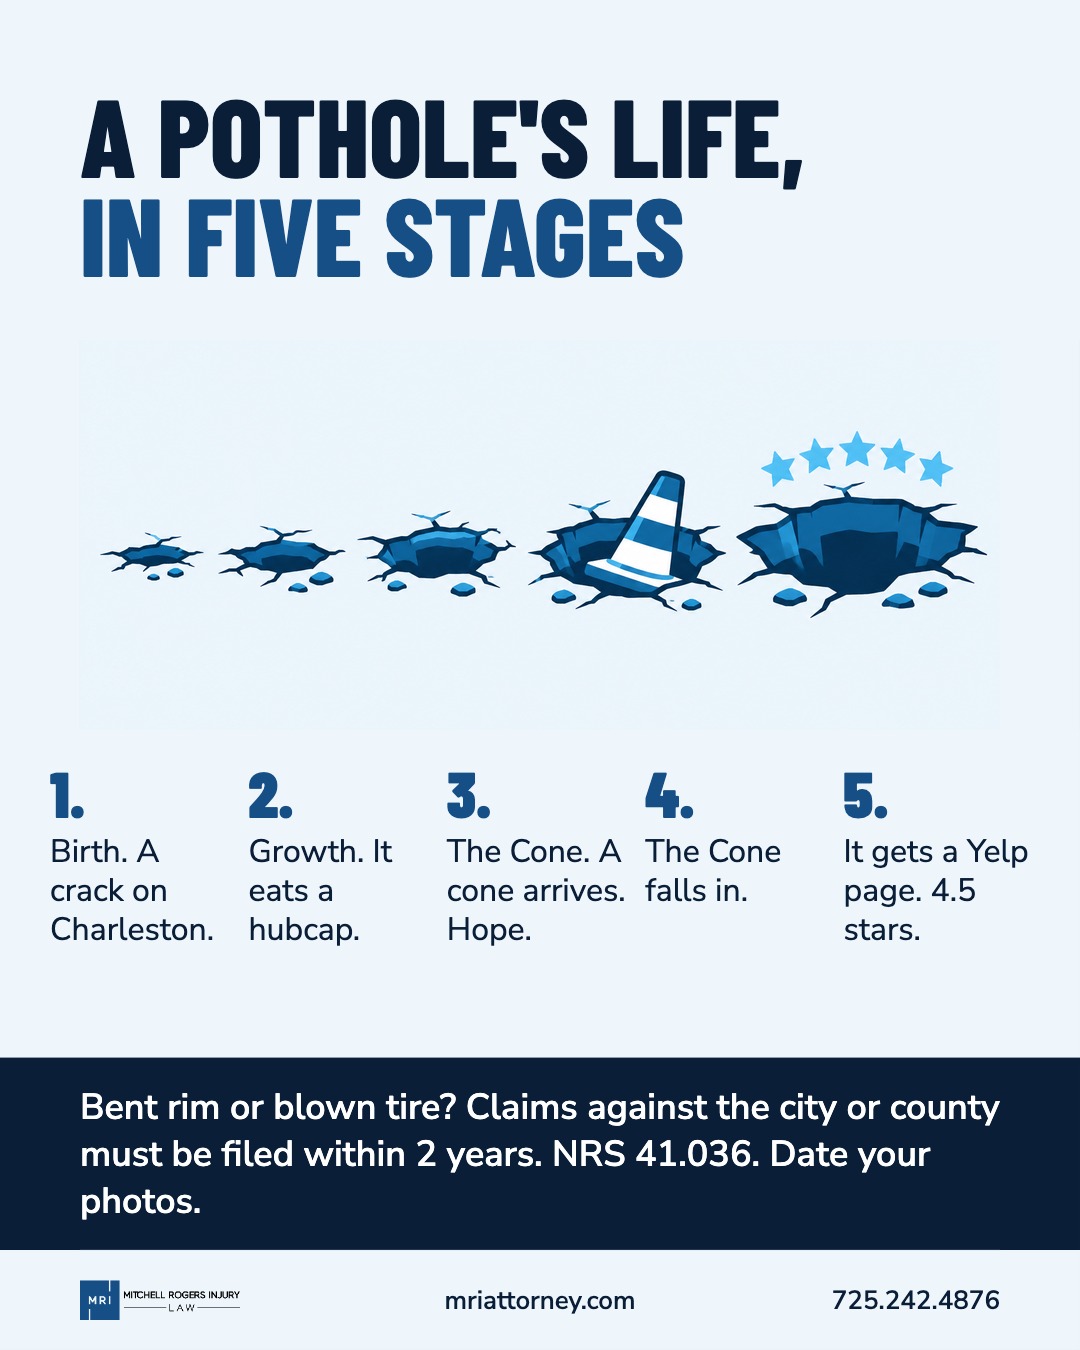 A POTHOLE'S LIFE,
IN FIVE STAGES
1.
Birth. A
crack on
Charleston.
2.
Growth. It
eats a
hubcap.
3.
The Cone. A
cone arrives.
Hope.
4.
The Cone
falls in.
5.
It gets a Yelp
page. 4.5
stars.
Bent rim or blown tire? Claims against the city or county
must be filed within 2 years. NRS 41.036. Date your
photos.
MRI
MITCHELL ROGERS INJURY
LAW
mriattorney.com
725.242.4876